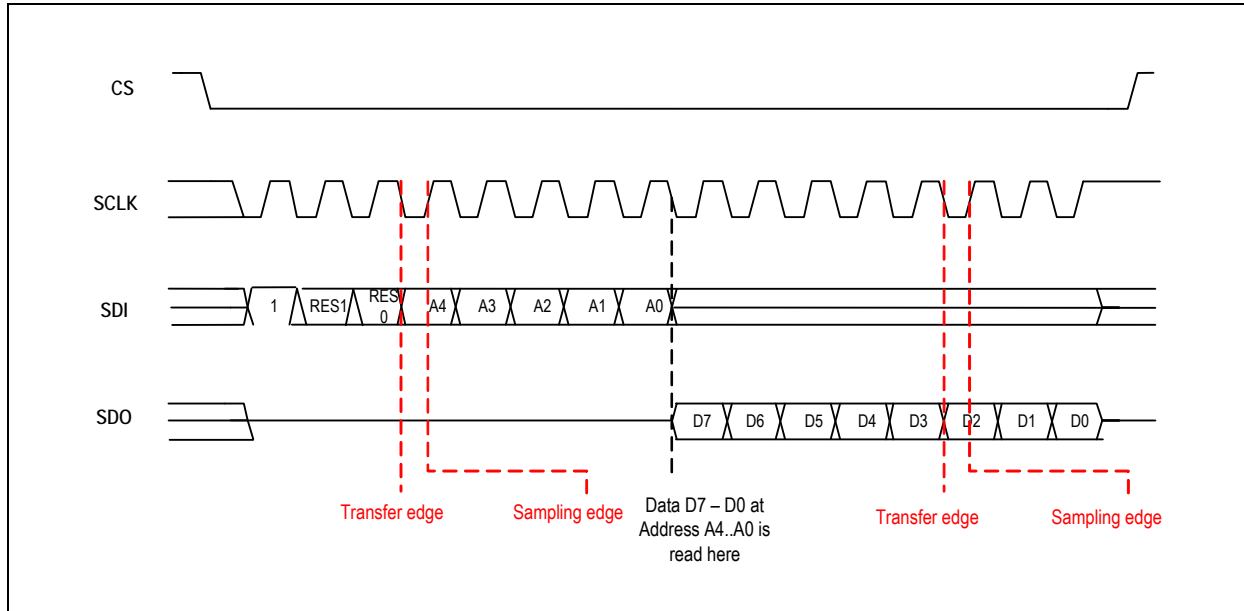 CS
SCLK
SDI
1 RES1 RES 0 A4 A3 A2 A1 A0
SDO
D7 D6 D5 D4 D3 D2 D1 D0
Transfer edge
Sampling edge
Data D7 – D0 at
Address A4..A0 is
read here
Transfer edge
Sampling edge